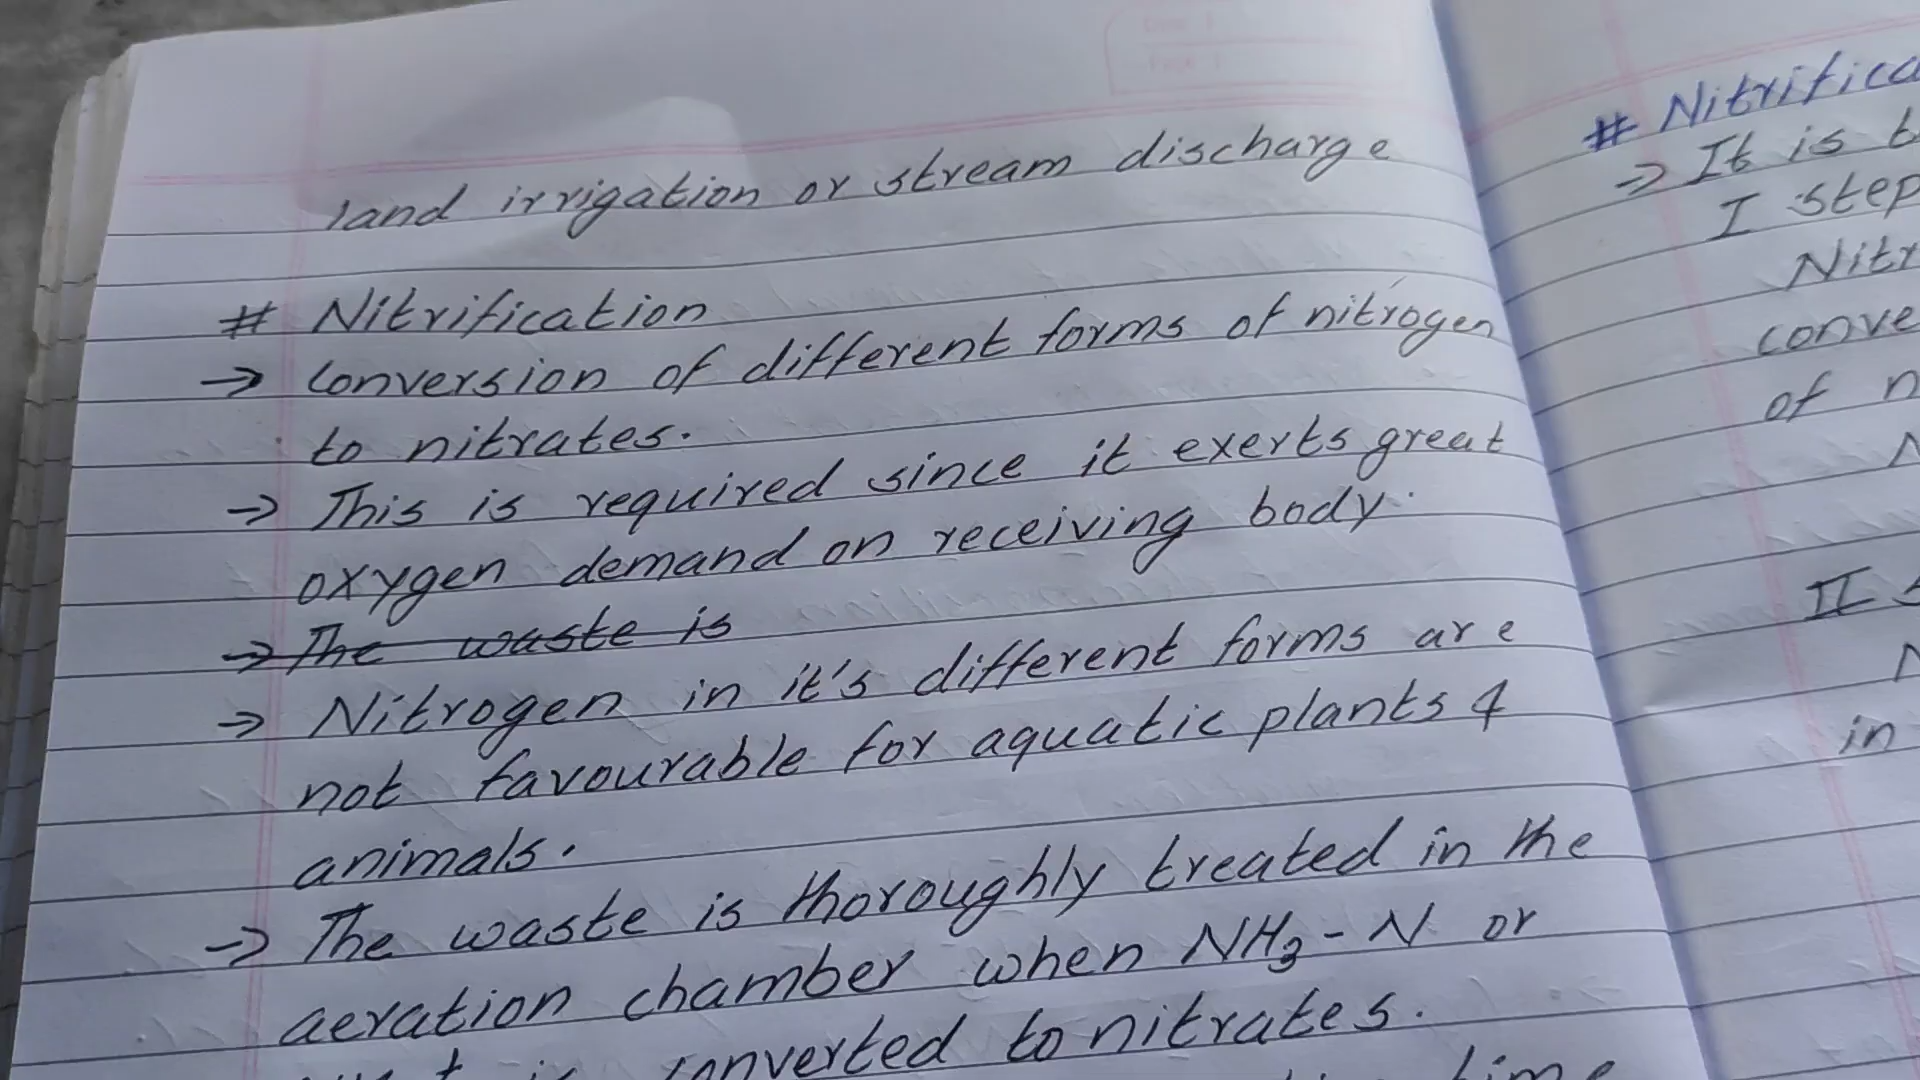 land irrigation or stream discharge
# Nitrification
→ Conversion of different forms of nitrogen
to nitrates.
→ This is required since it exerts great
oxygen demand on receiving body.
→ The waste is
→ Nitrogen in it's different forms are
not favourable for aquatic plants &
animals.
→ The waste is thoroughly treated in the
aeration chamber when NH3-N or
is converted to nitrates.
time
# Nitrifica
→ It is b
I step
Nitr
conve
of n
N
II s
N
in